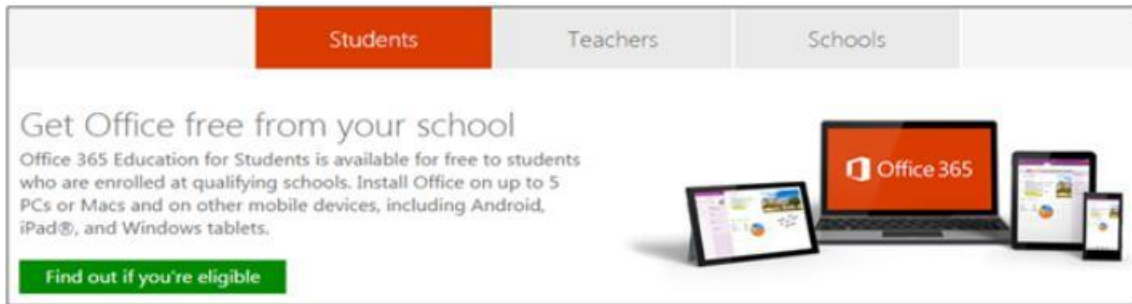 Students Teachers Schools
Get Office free from your school
Office 365 Education for Students is available for free to students
who are enrolled at qualifying schools. Install Office on up to 5
PCs or Macs and on other mobile devices, including Android,
iPad®, and Windows tablets.
Office 365
Find out if you're eligible